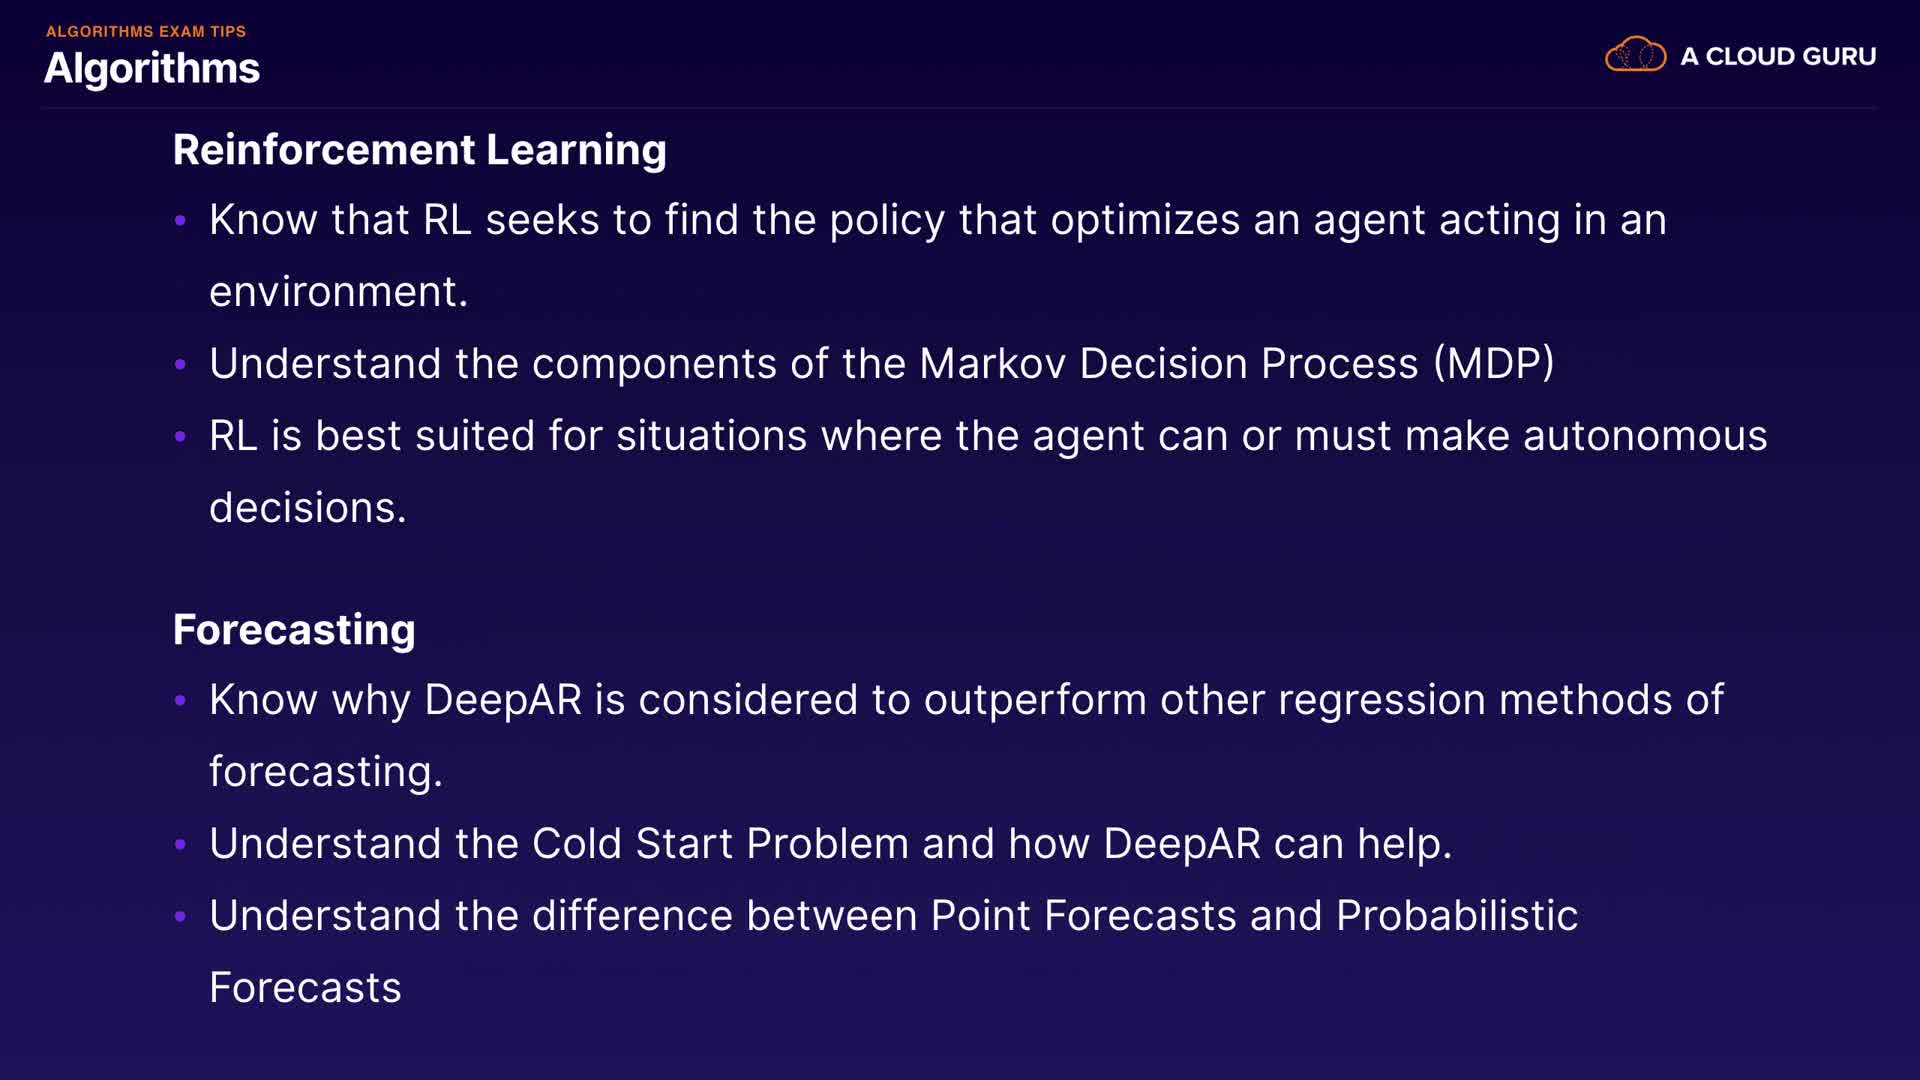 ALGORITHMS EXAM TIPS
Algorithms
A CLOUD GURU
Reinforcement Learning
• Know that RL seeks to find the policy that optimizes an agent acting in an
environment.
• Understand the components of the Markov Decision Process (MDP)
• RL is best suited for situations where the agent can or must make autonomous
decisions.
Forecasting
• Know why DeepAR is considered to outperform other regression methods of
forecasting.
• Understand the Cold Start Problem and how DeepAR can help.
• Understand the difference between Point Forecasts and Probabilistic
Forecasts